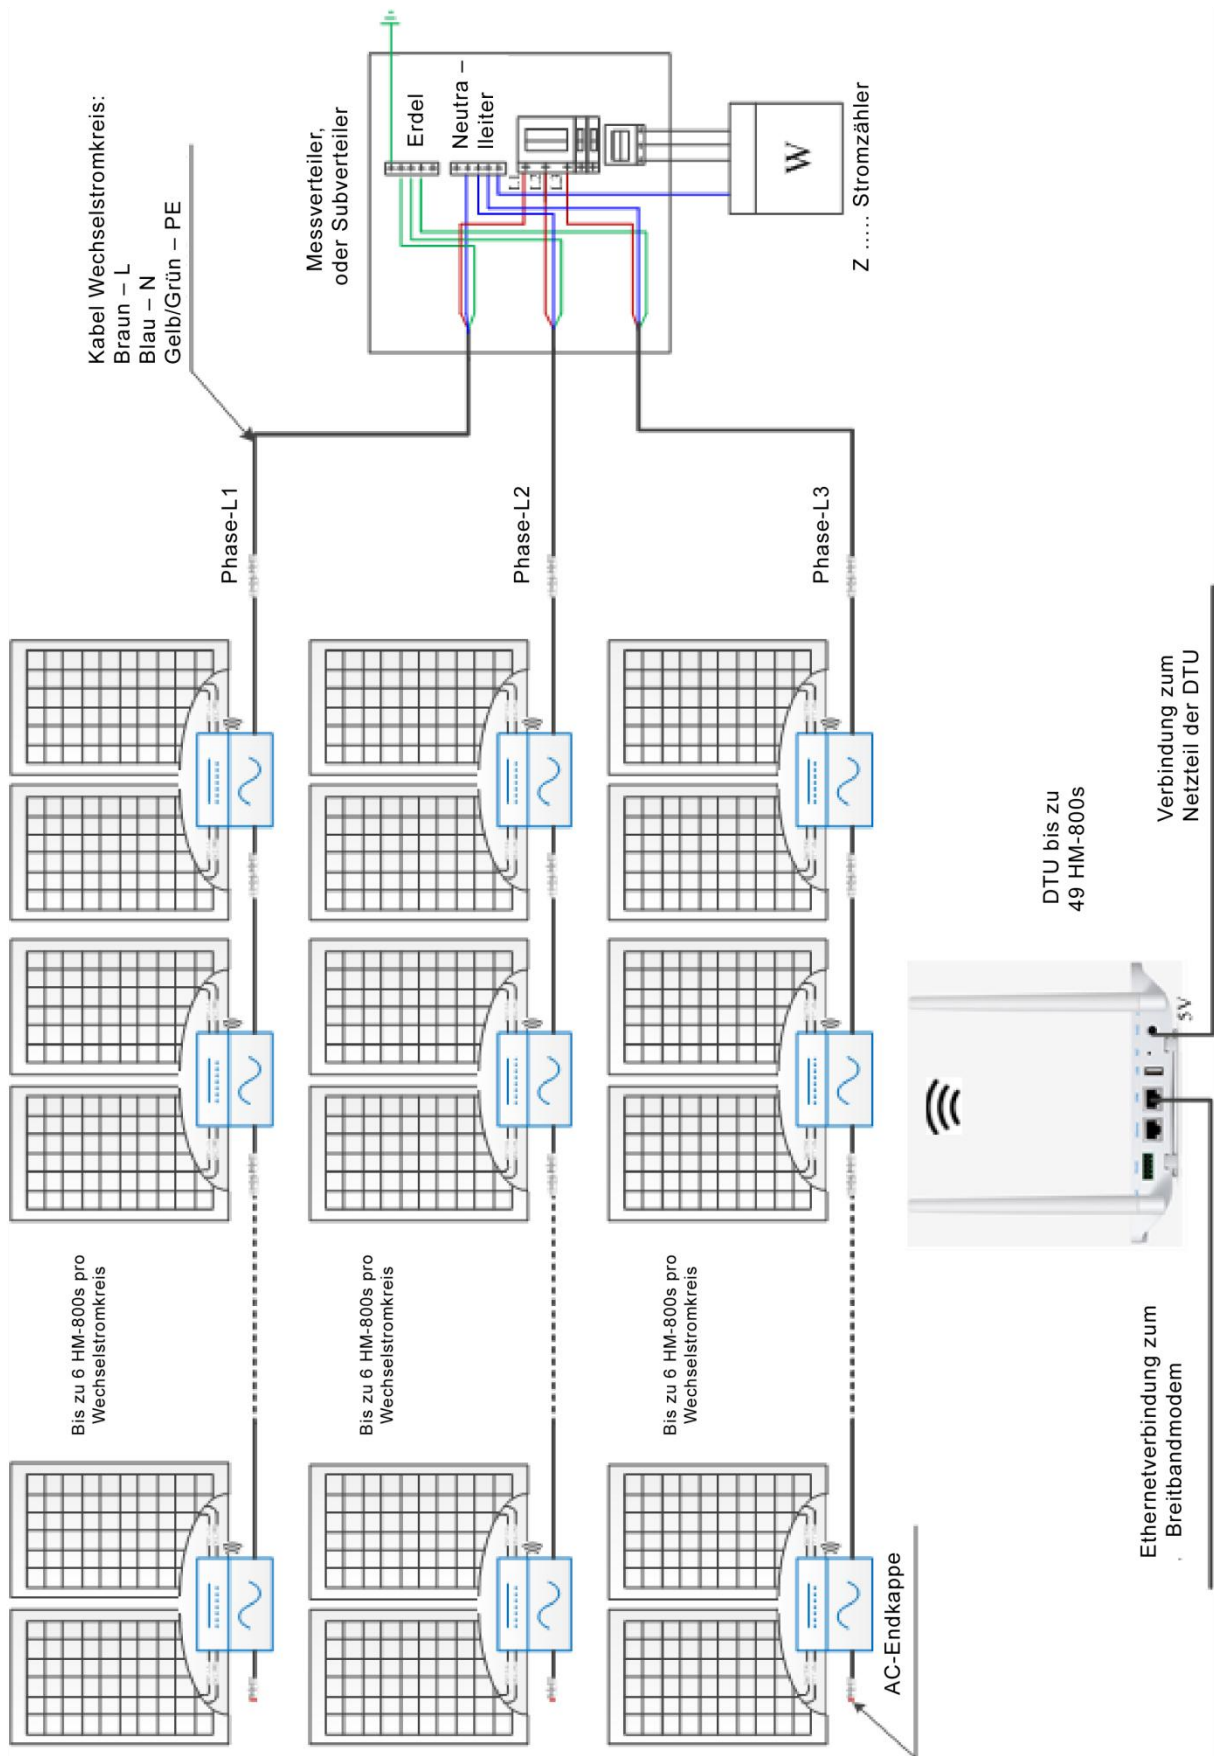 Kabel Wechselstromkreis:
Braun – L
Blau – N
Gelb/Grün – PE
Messverteiler,
oder Subverteiler
Erdel
Neutra –
lleiter
L1
L2
L3
W
Z ..... Stromzähler
Phase-L1
Phase-L2
Phase-L3
Bis zu 6 HM-800s pro
Wechselstromkreis
Bis zu 6 HM-800s pro
Wechselstromkreis
Bis zu 6 HM-800s pro
Wechselstromkreis
AC-Endkappe
DTU bis zu
49 HM-800s
5V
Verbindung zum
Netzteil der DTU
Ethernetverbindung zum
. Breitbandmodem